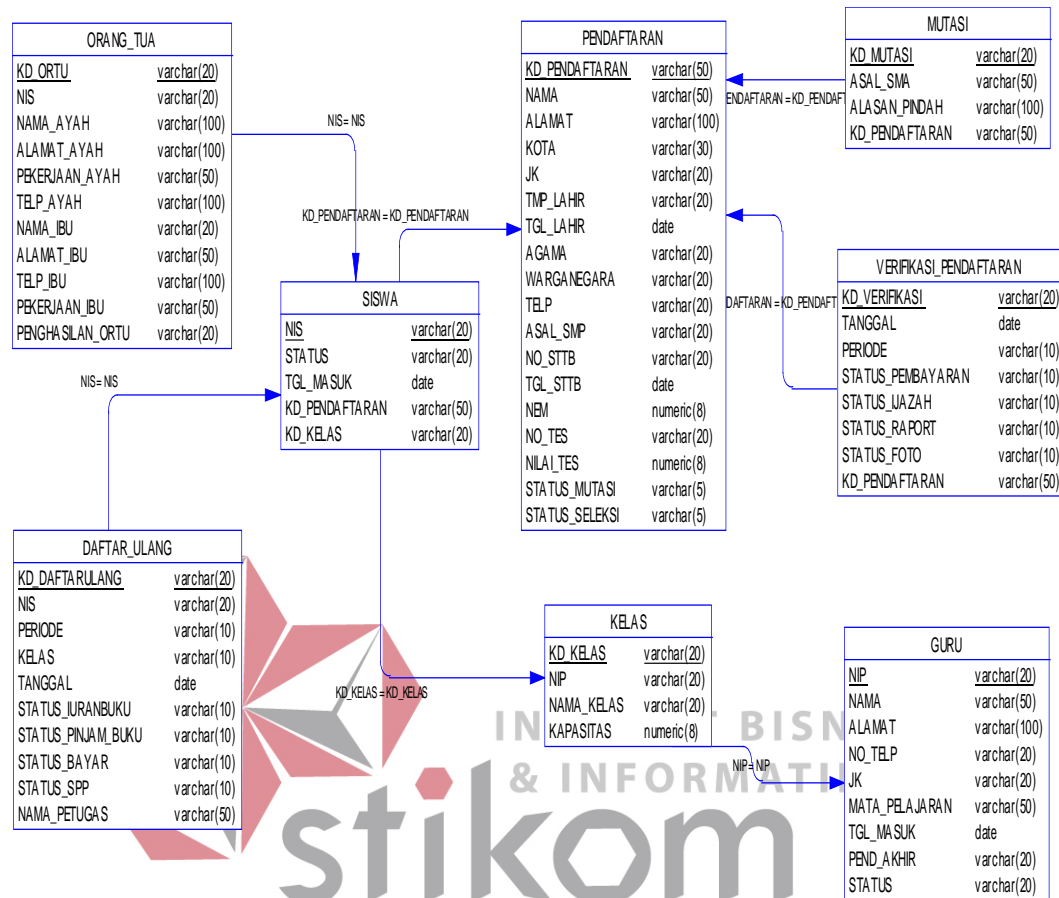 ORANG_TUA
KD_ORTU varchar(20)
NIS varchar(20)
NAMA_AYAH varchar(100)
ALAMAT_AYAH varchar(100)
PEKERJAAN_AYAH varchar(50)
TELP_AYAH varchar(100)
NAMA_IBU varchar(20)
ALAMAT_IBU varchar(50)
TELP_IBU varchar(100)
PEKERJAAN_IBU varchar(50)
PENGHASILAN_ORTU varchar(20)
NIS = NIS
KD_PENDAFTARAN = KD_PENDAFTARAN
PENDAFTARAN
KD_PENDAFTARAN varchar(50)
NAMA varchar(50)
ALAMAT varchar(100)
KOTA varchar(30)
JK varchar(20)
TMP_LAHIR varchar(20)
TGL_LAHIR date
AGAMA varchar(20)
WARGANEGARA varchar(20)
TELP varchar(20)
ASAL_SMP varchar(20)
NO_STTB varchar(20)
TGL_STTB date
NEM numeric(8)
NO_TES varchar(20)
NILAI_TES numeric(8)
STATUS_MUTASI varchar(5)
STATUS_SELEKSI varchar(5)
MUTASI
KD_MUTASI varchar(20)
ASAL_SMA varchar(50)
ALASAN_PINDAH varchar(100)
KD_PENDAFTARAN varchar(50)
ENDAFTARAN = KD_PENDAFT
VERIFIKASI_PENDAFTARAN
KD_VERIFIKASI varchar(20)
TANGGAL date
PERIODE varchar(10)
STATUS_PEMBAYARAN varchar(10)
STATUS_IJAZAH varchar(10)
STATUS_RAPORT varchar(10)
STATUS_FOTO varchar(10)
KD_PENDAFTARAN varchar(50)
DAFTARAN = KD_PENDAFT
SISWA
NIS varchar(20)
STATUS varchar(20)
TGL_MASUK date
KD_PENDAFTARAN varchar(50)
KD_KELAS varchar(20)
NIS = NIS
DAFTAR_ULANG
KD_DAFTARULANG varchar(20)
NIS varchar(20)
PERIODE varchar(10)
KELAS varchar(10)
TANGGAL date
STATUS_IURANBUKU varchar(10)
STATUS_PINJAM_BUKU varchar(10)
STATUS_BAYAR varchar(10)
STATUS_SPP varchar(10)
NAMA_PETUGAS varchar(50)
KD_KELAS = KD_KELAS
KELAS
KD_KELAS varchar(20)
NIP varchar(20)
NAMA_KELAS varchar(20)
KAPASITAS numeric(8)
NIP = NIP
GURU
NIP varchar(20)
NAMA varchar(50)
ALAMAT varchar(100)
NO_TELP varchar(20)
JK varchar(20)
MATA_PELAJARAN varchar(50)
TGL_MASUK date
PEND_AKHIR varchar(20)
STATUS varchar(20)
& INFORMATI
stikom